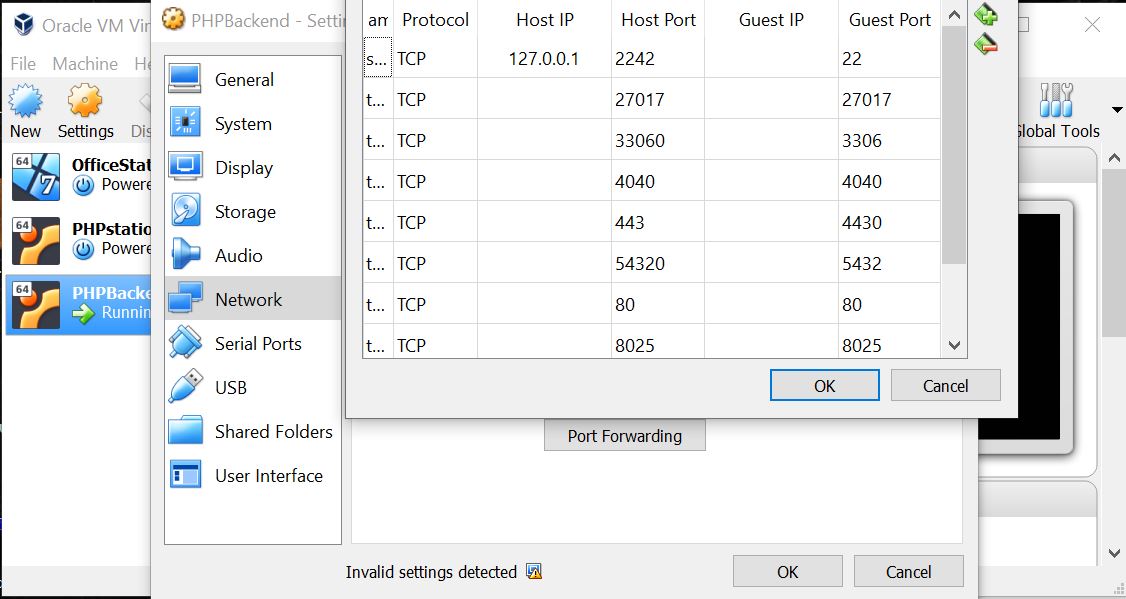 Oracle VM Vir
PHPBackend - Settin
File Machine He
New Settings Dis
Global Tools
64 OfficeStat
Powere
64 PHPstatio
Powere
64 PHPBacke
Runnin
General
System
Display
Storage
Audio
Network
Serial Ports
USB
Shared Folders
User Interface
am Protocol Host IP Host Port Guest IP Guest Port
s... TCP 127.0.0.1 2242 22
t... TCP 27017 27017
t... TCP 33060 3306
t... TCP 4040 4040
t... TCP 443 4430
t... TCP 54320 5432
t... TCP 80 80
t... TCP 8025 8025
OK Cancel
Port Forwarding
Invalid settings detected OK Cancel